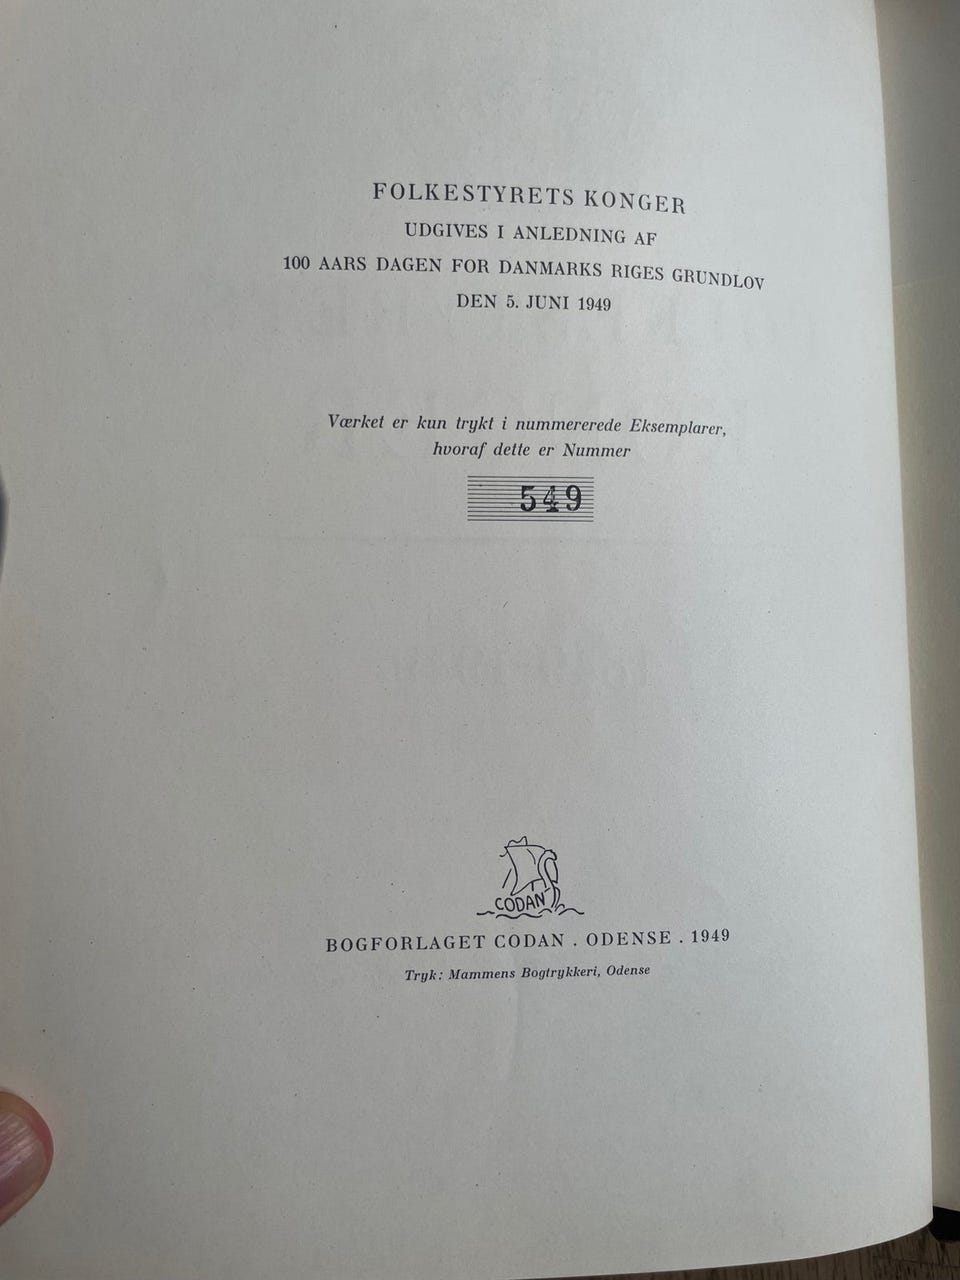 FOLKESTYRETS KONGER
UDGIVES I ANLEDNING AF
100 AARS DAGEN FOR DANMARKS RIGES GRUNDLOV
DEN 5. JUNI 1949
Værket er kun trykt i nummererede Eksemplarer,
hvoraf dette er Nummer
549
CODAN
BOGFORLAGET CODAN . ODENSE . 1949
Tryk: Mammens Bogtrykkeri, Odense